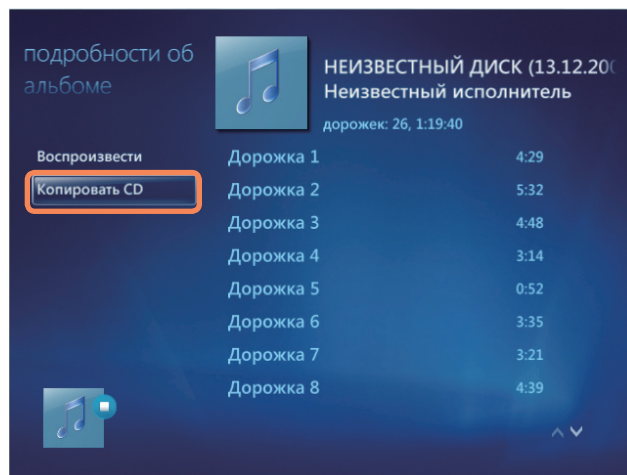 подробности об
альбоме
НЕИЗВЕСТНЫЙ ДИСК (13.12.200
Неизвестный исполнитель
дорожек: 26, 1:19:40
Воспроизвести
Копировать CD
Дорожка 1 4:29
Дорожка 2 5:32
Дорожка 3 4:48
Дорожка 4 3:14
Дорожка 5 0:52
Дорожка 6 3:35
Дорожка 7 3:21
Дорожка 8 4:39